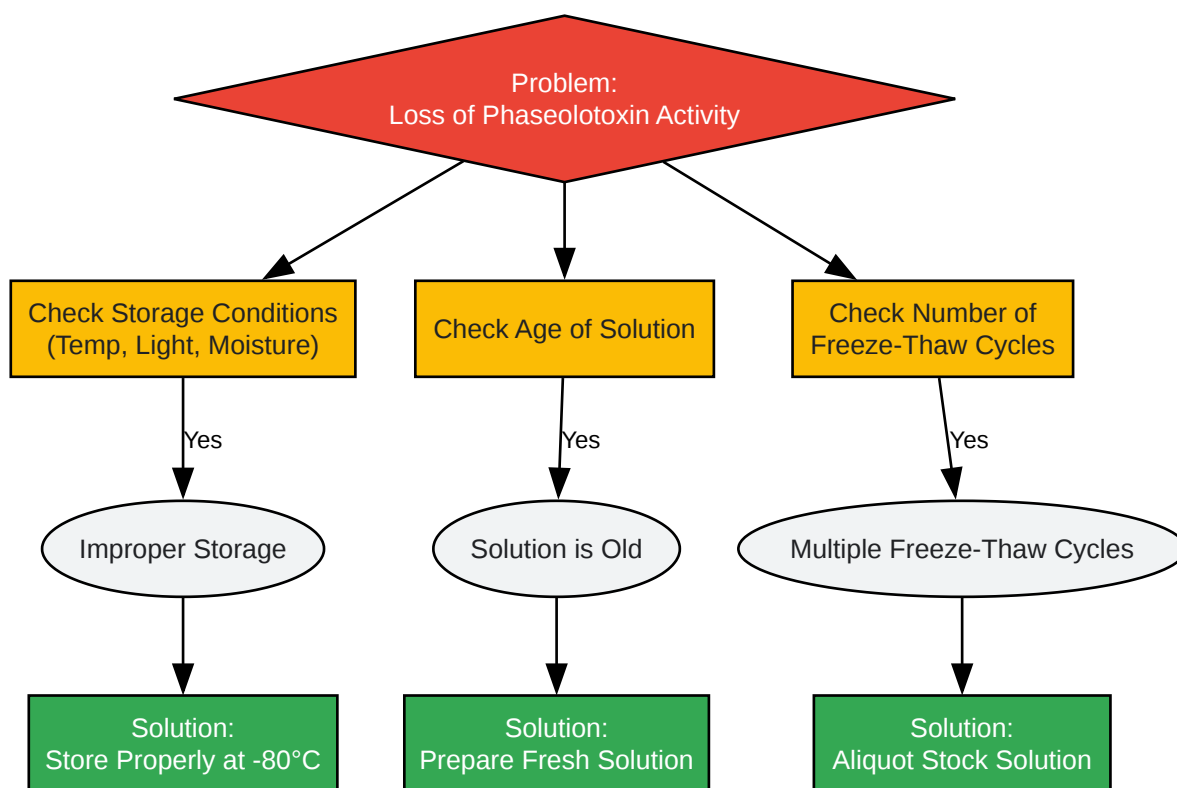 Problem:
Loss of Phaseolotoxin Activity
Check Storage Conditions
(Temp, Light, Moisture)
Check Age of Solution
Check Number of
Freeze-Thaw Cycles
Yes
Yes
Yes
Improper Storage
Solution is Old
Multiple Freeze-Thaw Cycles
Solution:
Store Properly at -80°C
Solution:
Prepare Fresh Solution
Solution:
Aliquot Stock Solution